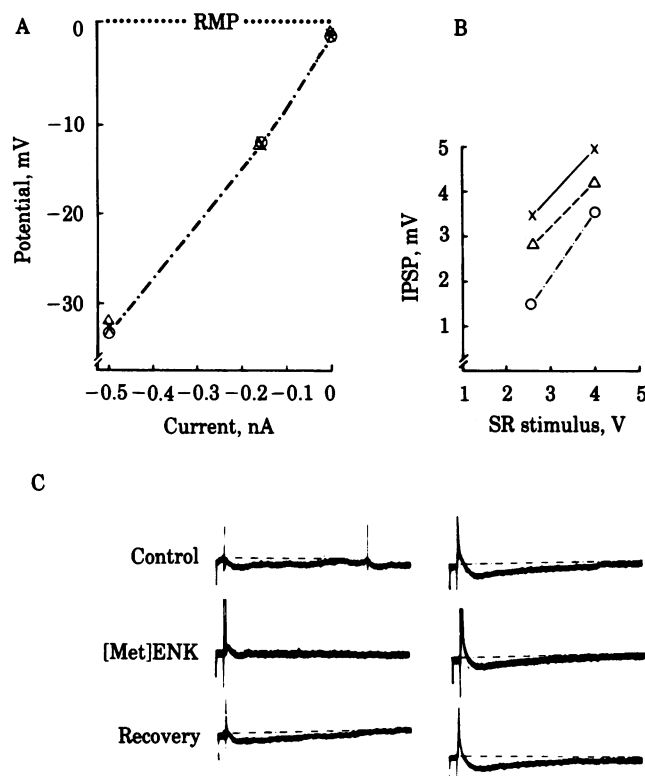 A
RMP
B
0
−10
−20
−30
Potential, mV
−0.5 −0.4 −0.3 −0.2 −0.1 0
Current, nA
5
4
3
2
1
IPSP, mV
1 2 3 4 5
SR stimulus, V
C
Control
[Met]ENK
Recovery